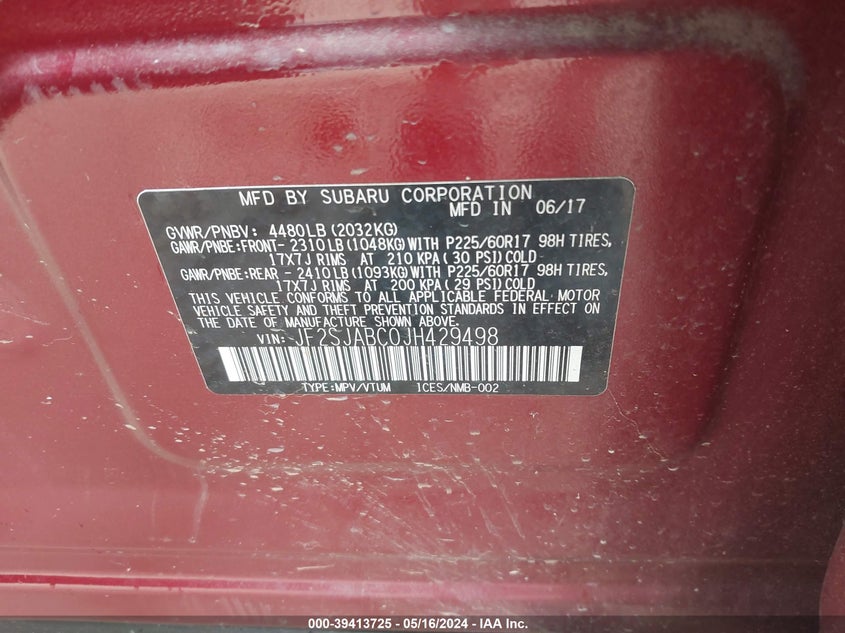 MFD BY SUBARU CORPORATION
MFD IN 06/17
GVWR/PNBV: 4480LB(2032KG)
GAWR/PNBE:FRONT- 2310LB(1048KG)WITH P225/60R17 98H TIRES,
17X7J RIMS AT 210 KPA(30 PSI)COLD
GAWR/PNBE:REAR - 2410LB(1093KG)WITH P225/60R17 98H TIRES,
17X7J RIMS AT 200 KPA(29 PSI)COLD
THIS VEHICLE CONFORMS TO ALL APPLICABLE FEDERAL MOTOR
VEHICLE SAFETY AND THEFT PREVENTION STANDARDS IN EFFECT
ON THE DATE OF MANUFACTURE SHOWN ABOVE.
VIN: JF2SJABC0JH429498
TYPE:MPV/VTUM ICES/NMB-002
000-39413725 - 05/16/2024 - IAA Inc.